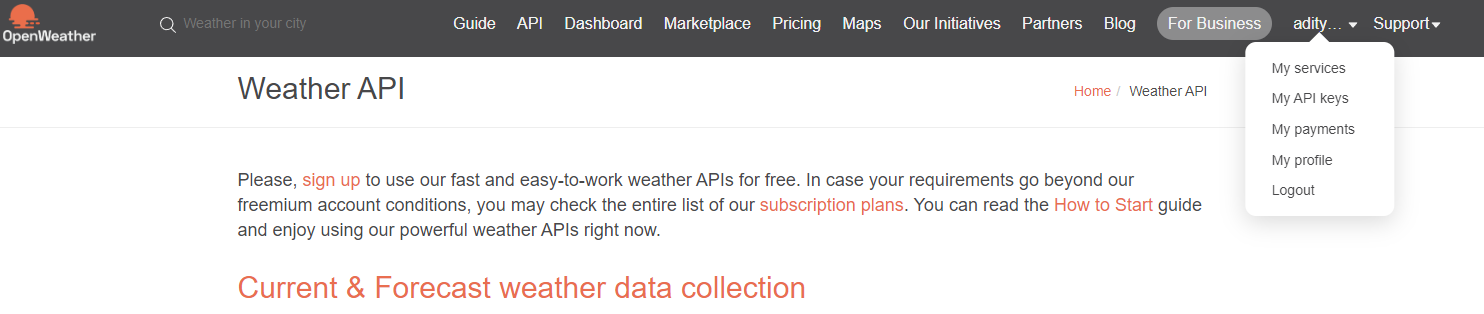 OpenWeather
Weather in your city
Guide API Dashboard Marketplace Pricing Maps Our Initiatives Partners Blog For Business adity... Support
My services
My API keys
My payments
My profile
Logout
Weather API
Home / Weather API
Please, sign up to use our fast and easy-to-work weather APIs for free. In case your requirements go beyond our
freemium account conditions, you may check the entire list of our subscription plans. You can read the How to Start guide
and enjoy using our powerful weather APIs right now.
Current & Forecast weather data collection